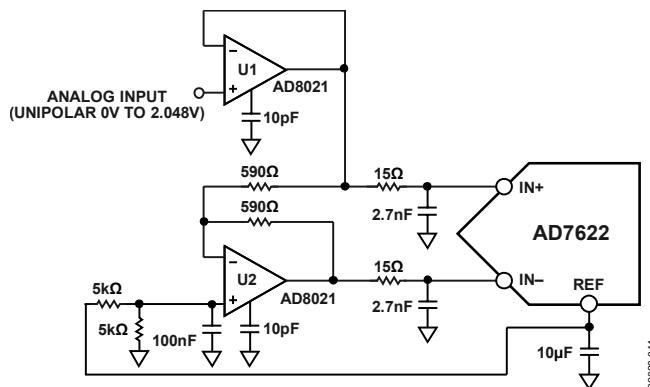 U1
AD8021
ANALOG INPUT
(UNIPOLAR 0V TO 2.048V)
10pF
590Ω
15Ω
IN+
590Ω
2.7nF
AD7622
U2
15Ω
IN–
5kΩ
AD8021
REF
5kΩ
100nF
10pF
2.7nF
10µF